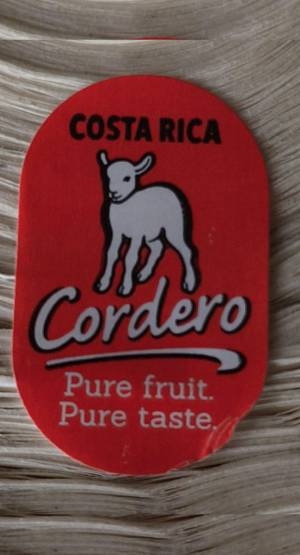 COSTA RICA
Cordero
Pure fruit.
Pure taste.